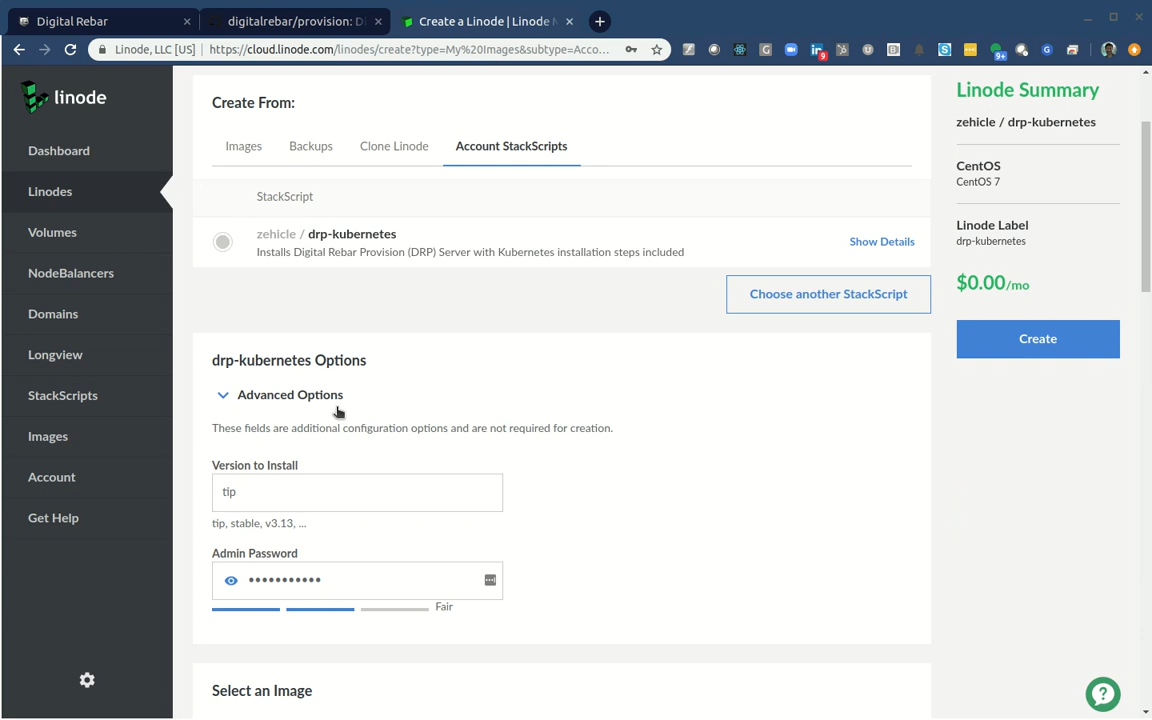 Digital Rebar
digitalrebar/provision: D
Create a Linode | Linode M
Linode, LLC [US] | https://cloud.linode.com/linodes/create?type=My%20Images&subtype=Acco...
9
9+
linode
Dashboard
Linodes
Volumes
NodeBalancers
Domains
Longview
StackScripts
Images
Account
Get Help
Create From:
Images
Backups
Clone Linode
Account StackScripts
StackScript
zehicle / drp-kubernetes
Installs Digital Rebar Provision (DRP) Server with Kubernetes installation steps included
Show Details
Choose another StackScript
drp-kubernetes Options
Advanced Options
These fields are additional configuration options and are not required for creation.
Version to Install
tip
tip, stable, v3.13, ...
Admin Password
•••••••••••
Fair
Select an Image
Linode Summary
zehicle / drp-kubernetes
CentOS
CentOS 7
Linode Label
drp-kubernetes
$0.00/mo
Create